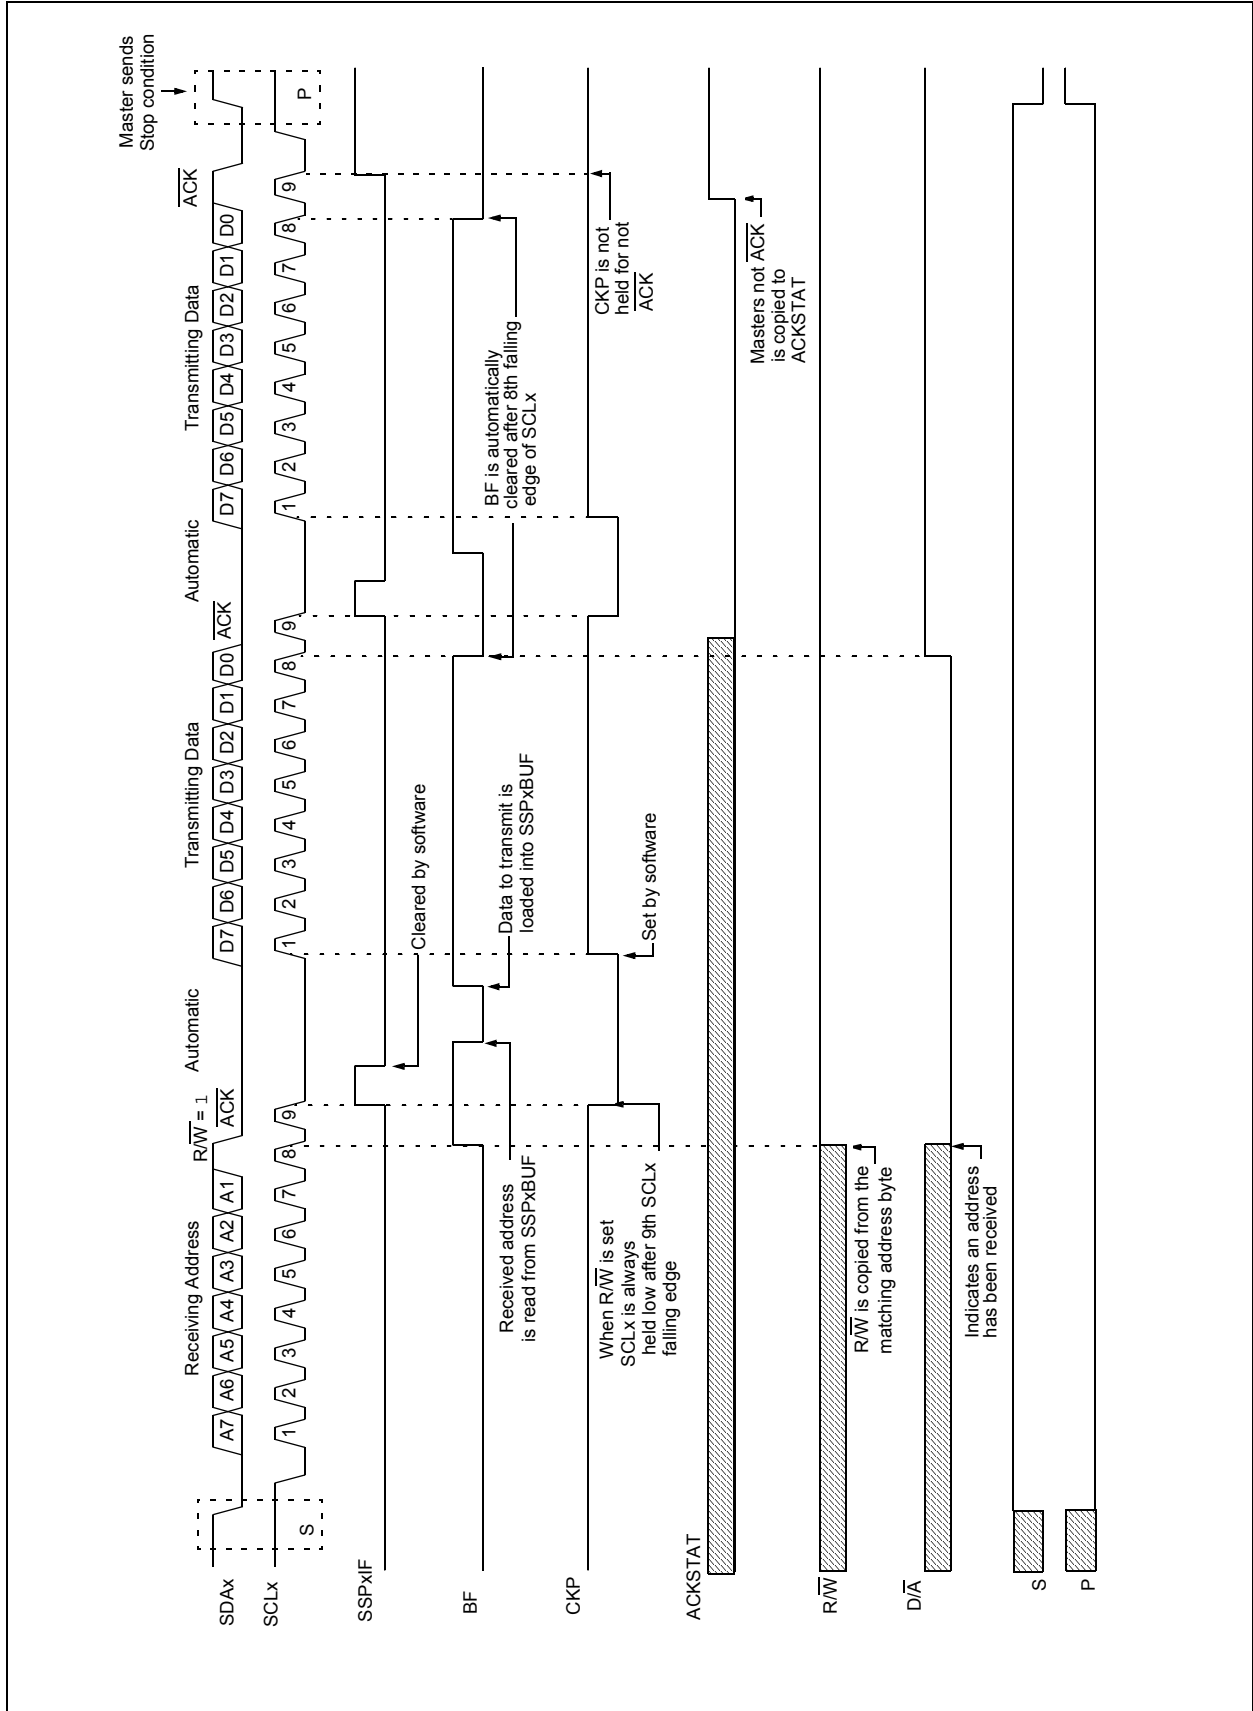 Master sends
Stop condition
Receiving Address
R/W = 1
ACK
Automatic
Transmitting Data
ACK
Automatic
Transmitting Data
ACK
SDAx
A7 A6 A5 A4 A3 A2 A1
D7 D6 D5 D4 D3 D2 D1 D0
D7 D6 D5 D4 D3 D2 D1 D0
SCLx
S
1 2 3 4 5 6 7 8 9
1 2 3 4 5 6 7 8 9
1 2 3 4 5 6 7 8 9
P
SSPxIF
Cleared by software
BF
Received address
is read from SSPxBUF
Data to transmit is
loaded into SSPxBUF
BF is automatically
cleared after 8th falling
edge of SCLx
CKP
When R/W is set
SCLx is always
held low after 9th SCLx
falling edge
Set by software
CKP is not
held for not
ACK
ACKSTAT
Masters not ACK
is copied to
ACKSTAT
R/W
R/W is copied from the
matching address byte
D/A
Indicates an address
has been received
S
P